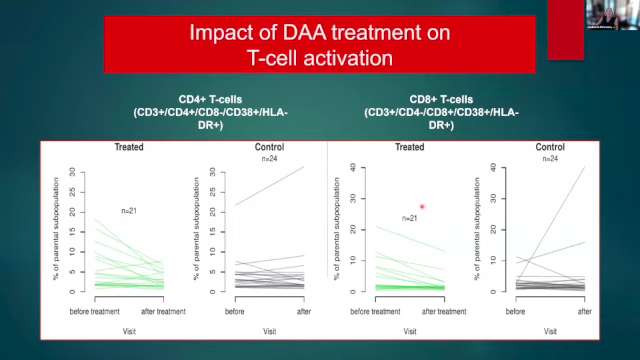 Impact of DAA treatment on
T-cell activation
CD4+ T-cells
(CD3+/CD4+/CD8-/CD38+/HLA-
DR+)
CD8+ T-cells
(CD3+/CD4-/CD8+/CD38+/HLA-
DR+)
Treated
n=21
% of parental subpopulation
0 5 10 15 20 25 30
before treatment after treatment
Visit
Control
n=24
% of parental subpopulation
0 5 10 15 20 25 30
before after
Visit
Treated
n=21
% of parental subpopulation
0 10 20 30 40
before treatment after treatment
Visit
Control
n=24
% of parental subpopulation
0 10 20 30 40
before after
Visit